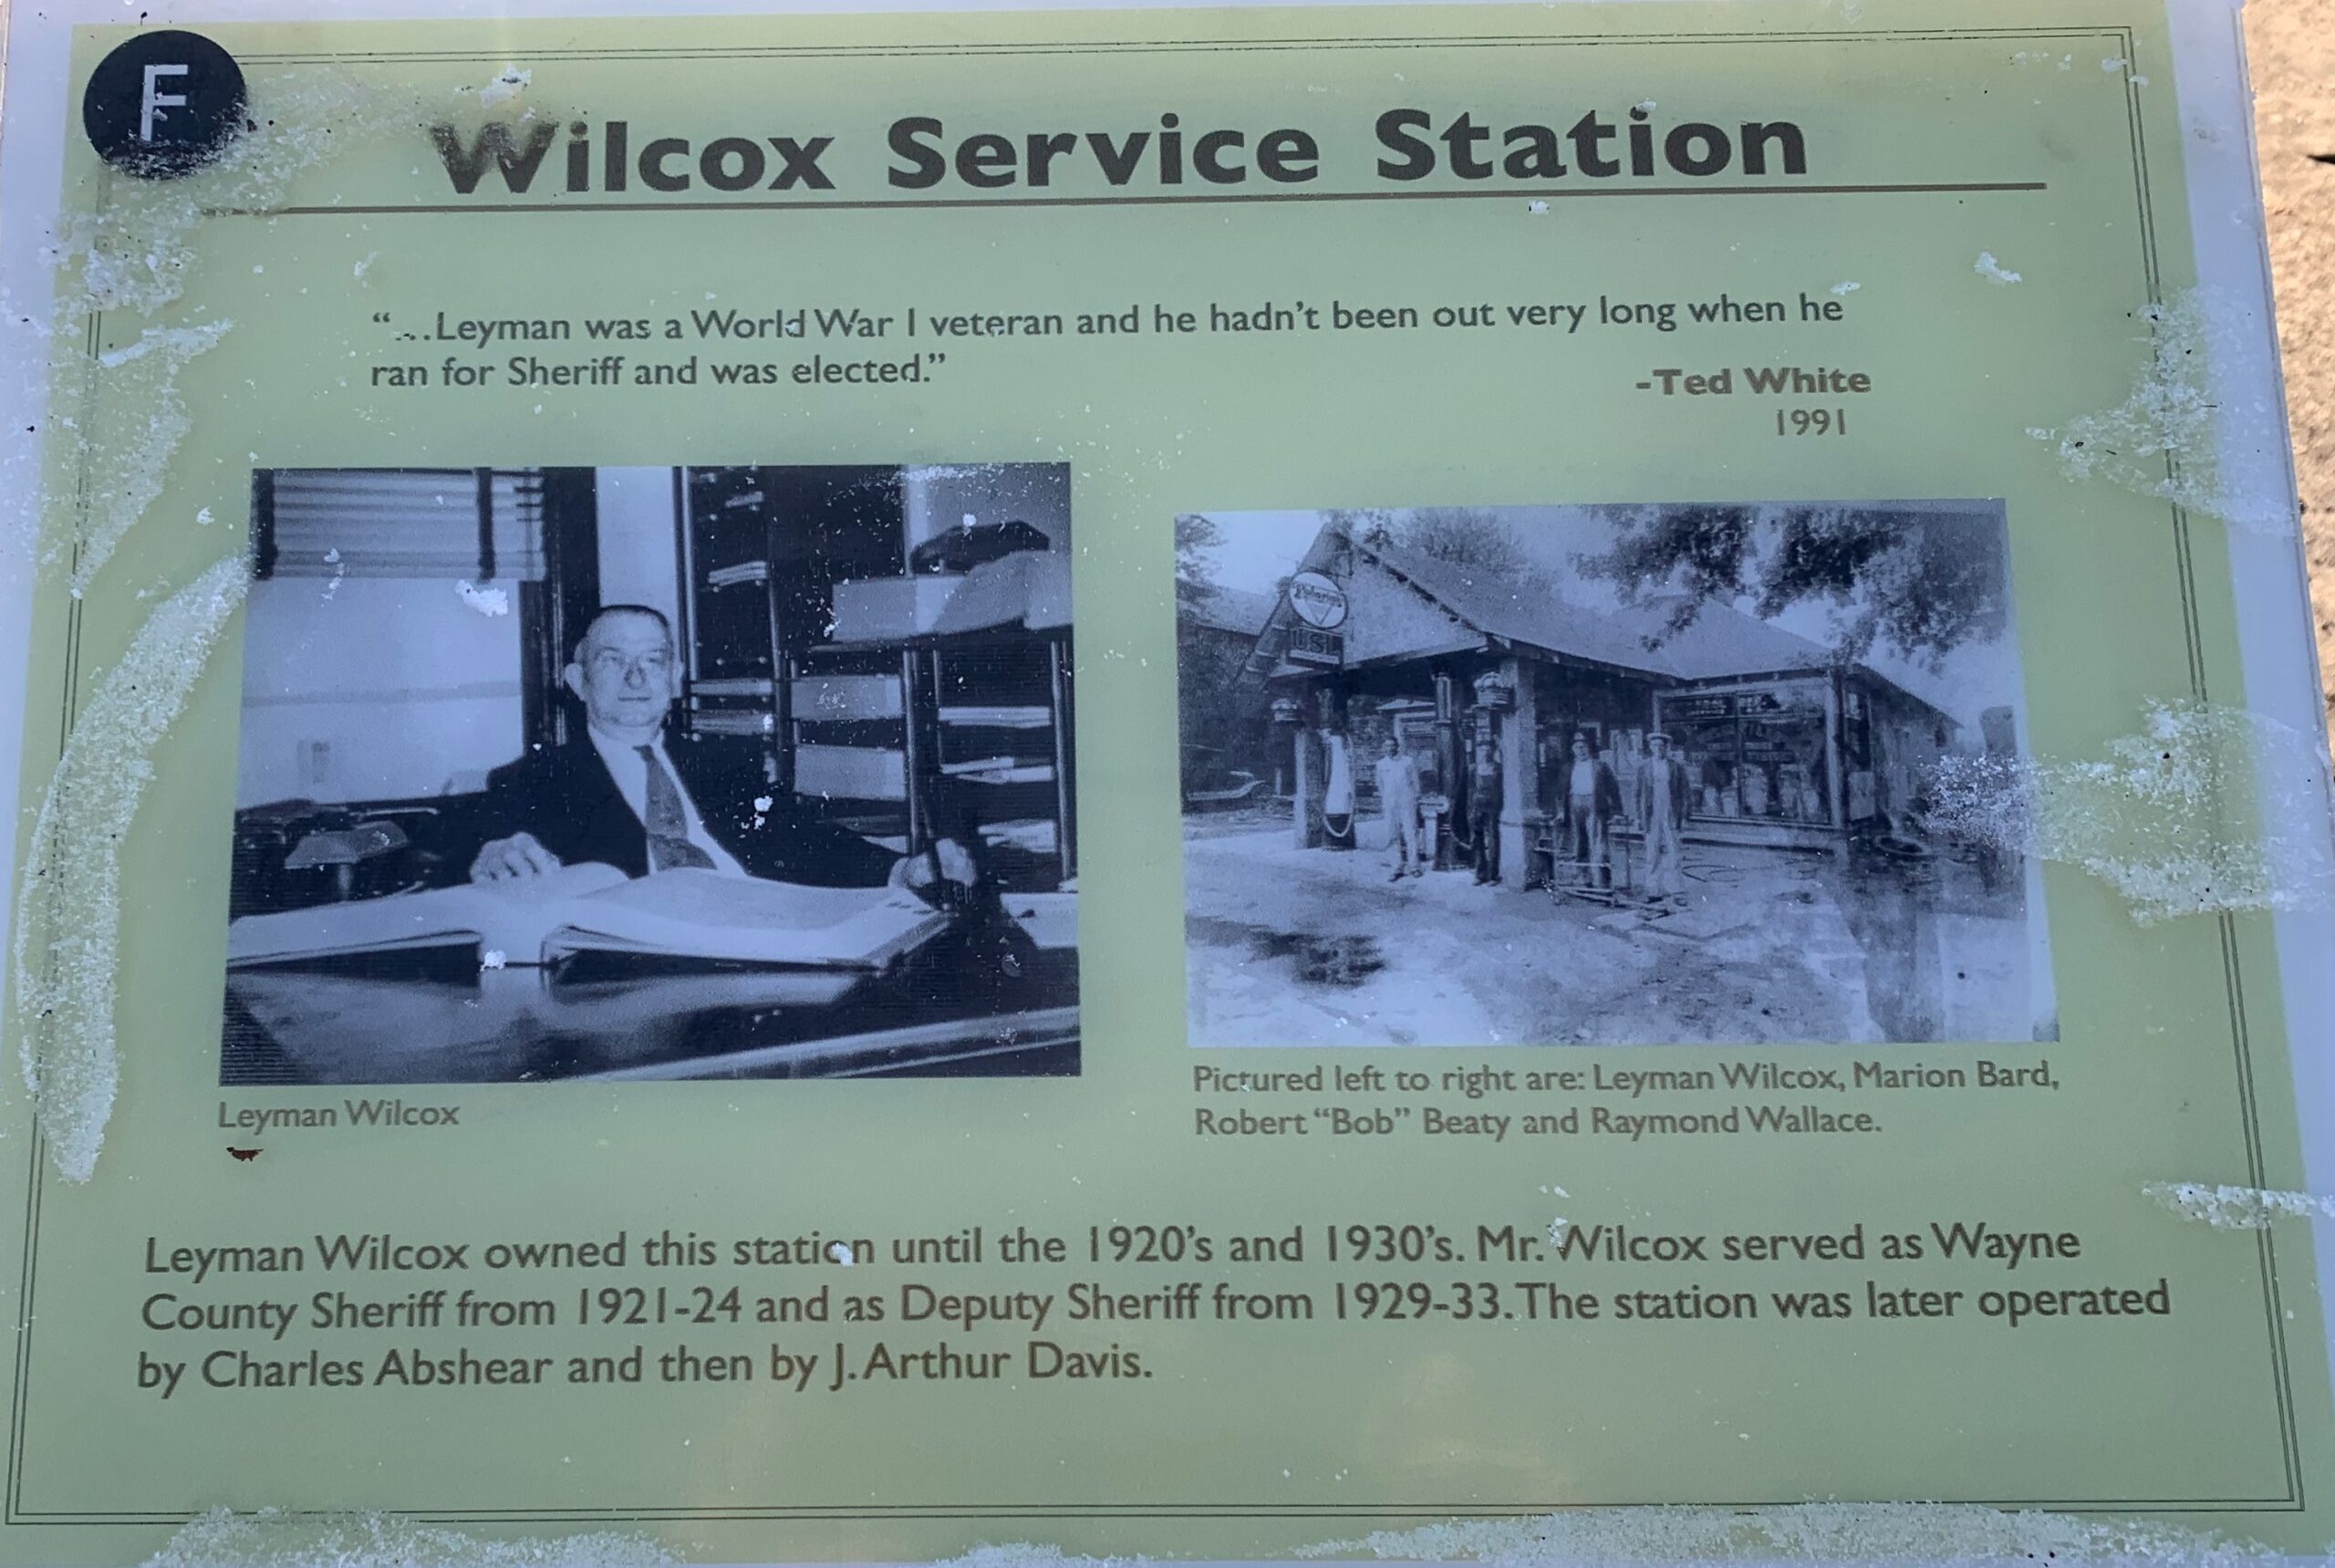 F
Wilcox Service Station
“...Leyman was a World War I veteran and he hadn’t been out very long when he
ran for Sheriff and was elected.”
-Ted White
1991
USL
Leyman Wilcox
Pictured left to right are: Leyman Wilcox, Marion Bard,
Robert “Bob” Beaty and Raymond Wallace.
Leyman Wilcox owned this station until the 1920’s and 1930’s. Mr. Wilcox served as Wayne
County Sheriff from 1921-24 and as Deputy Sheriff from 1929-33. The station was later operated
by Charles Abshear and then by J. Arthur Davis.